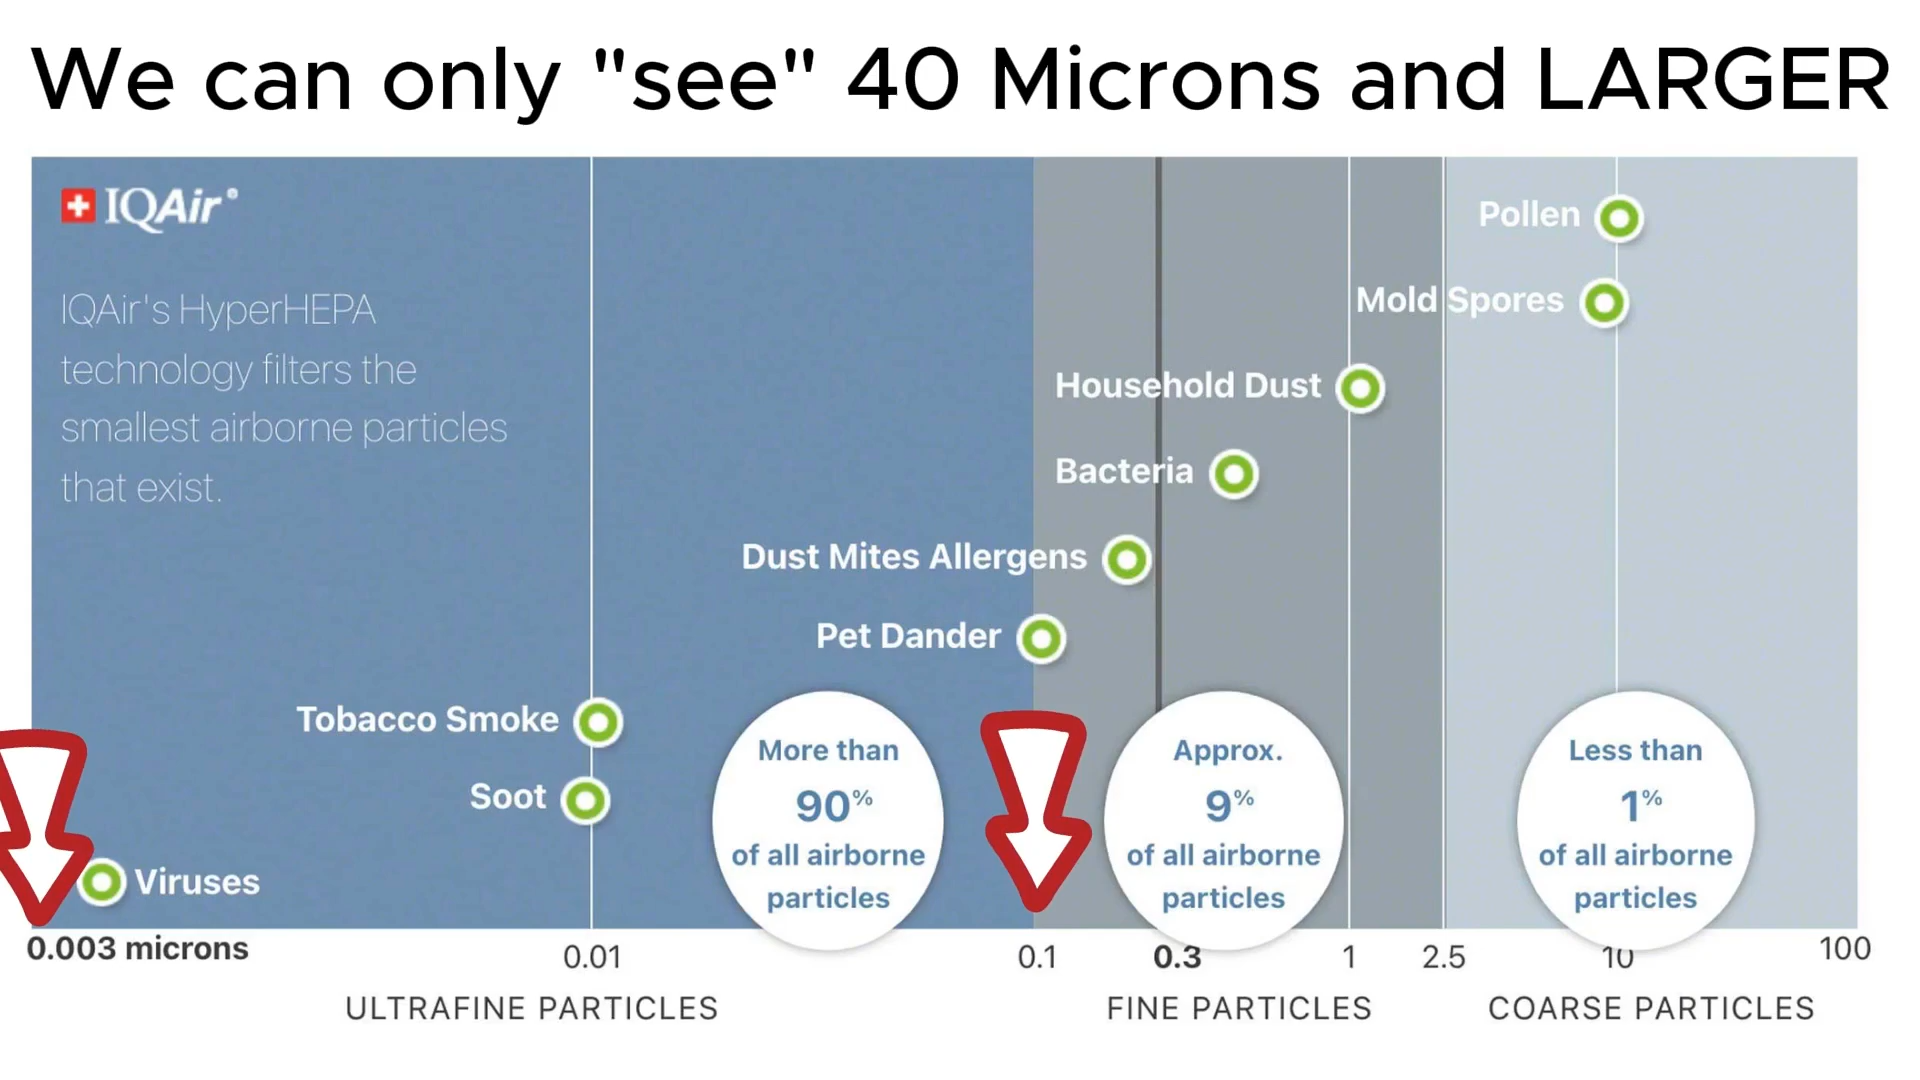 We can only "see" 40 Microns and LARGER
IQAir®
IQAir's HyperHEPA
technology filters the
smallest airborne particles
that exist.
Pollen
Mold Spores
Household Dust
Bacteria
Dust Mites Allergens
Pet Dander
Tobacco Smoke
Soot
Viruses
More than
90%
of all airborne
particles
Approx.
9%
of all airborne
particles
Less than
1%
of all airborne
particles
0.003 microns 0.01 0.1 0.3 1 2.5 10 100
ULTRAFINE PARTICLES FINE PARTICLES COARSE PARTICLES